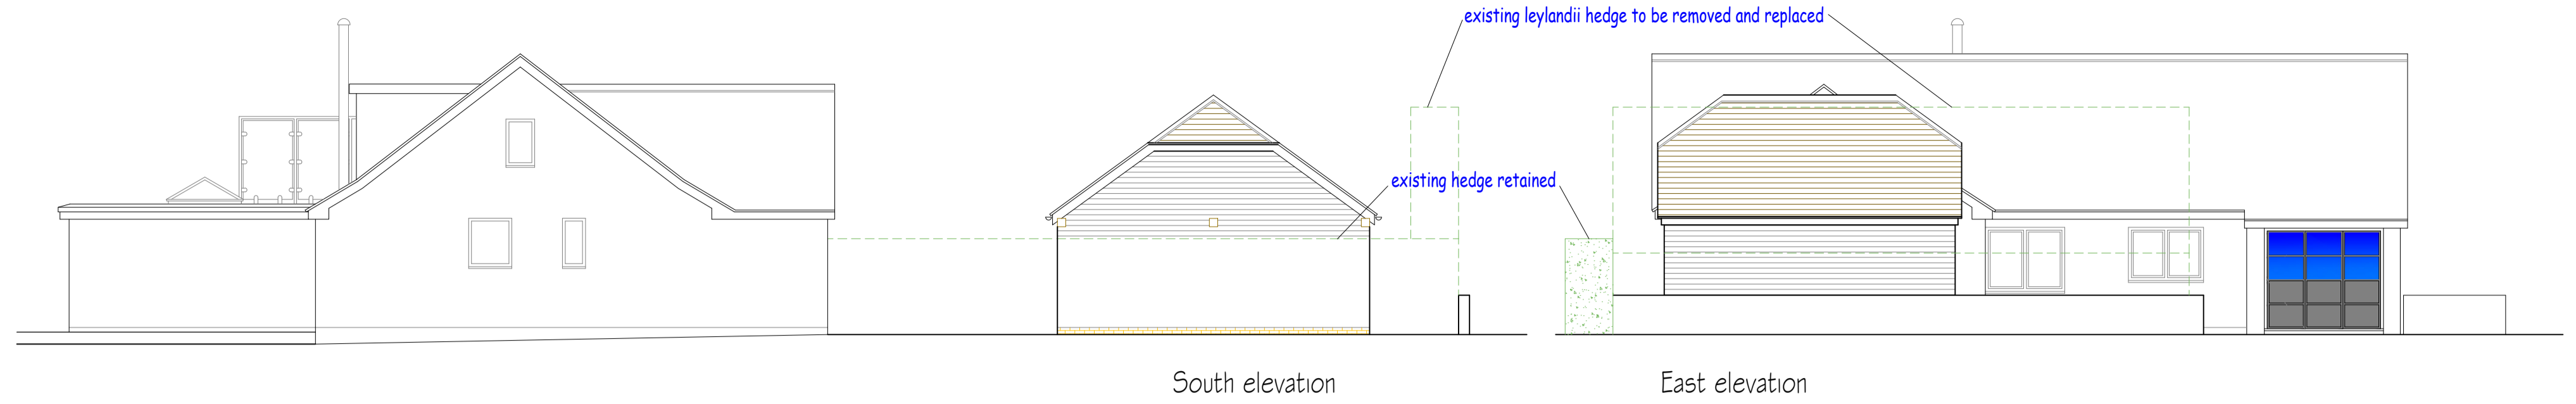 existing leylandii hedge to be removed and replaced
existing hedge retained
South elevation
East elevation